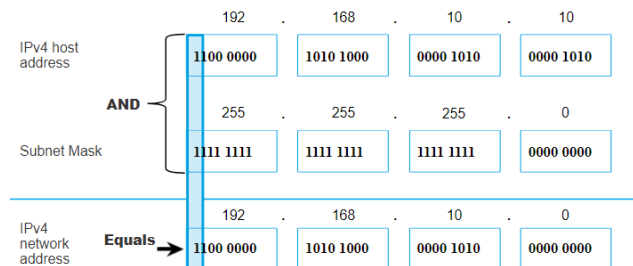 192 . 168 . 10 . 10
IPv4 host
address
1100 0000 1010 1000 0000 1010 0000 1010
AND
255 . 255 . 255 . 0
Subnet Mask
1111 1111 1111 1111 1111 1111 0000 0000
192 . 168 . 10 . 0
IPv4
network
address
Equals
1100 0000 1010 1000 0000 1010 0000 0000